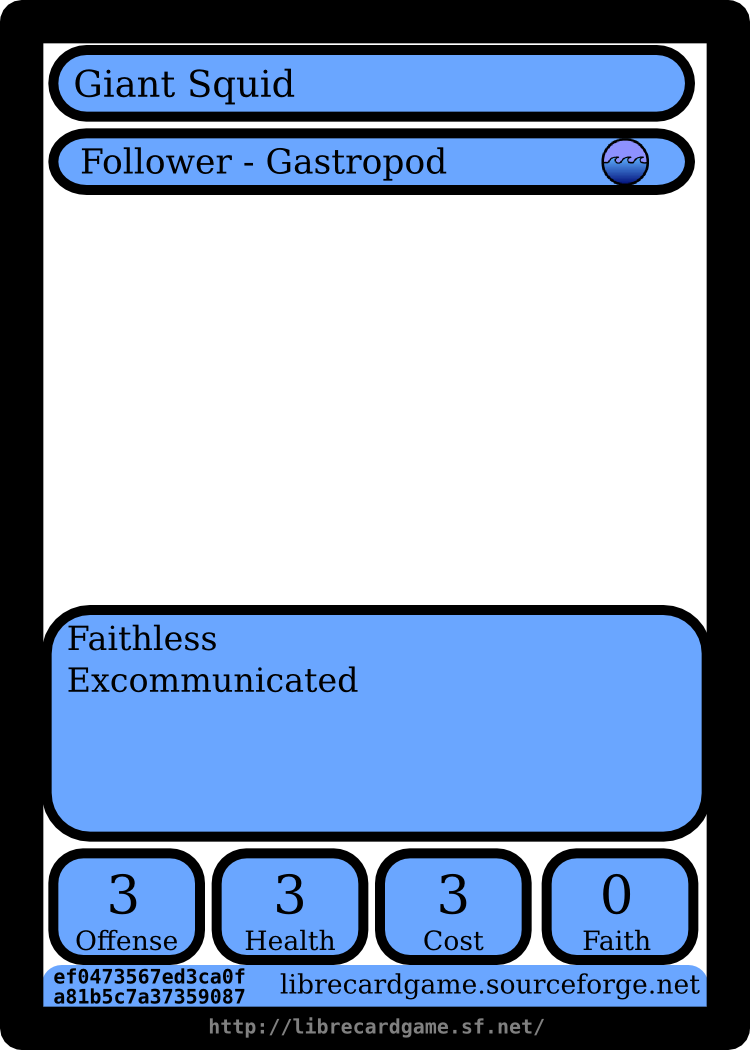 Giant Squid
Follower - Gastropod
Faithless
Excommunicated
3
Offense
3
Health
3
Cost
0
Faith
ef0473567ed3ca0f
a81b5c7a37359087
librecardgame.sourceforge.net
http://librecardgame.sf.net/